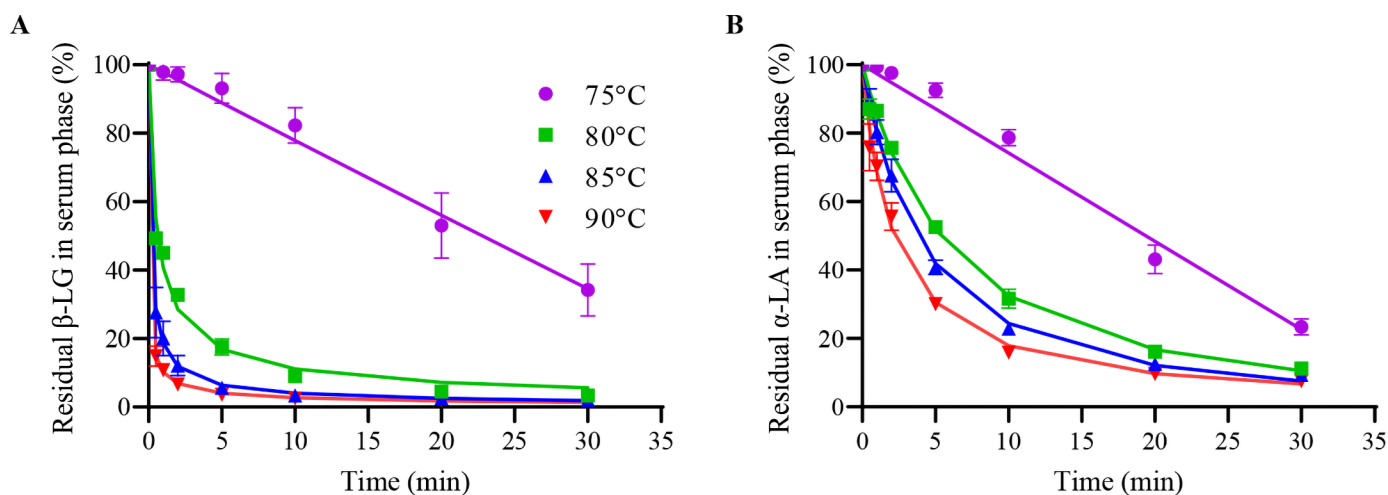 A
Residual β-LG in serum phase (%)
100
80
60
40
20
0
0 5 10 15 20 25 30 35
Time (min)
75°C
80°C
85°C
90°C
B
Residual α-LA in serum phase (%)
100
80
60
40
20
0
0 5 10 15 20 25 30 35
Time (min)